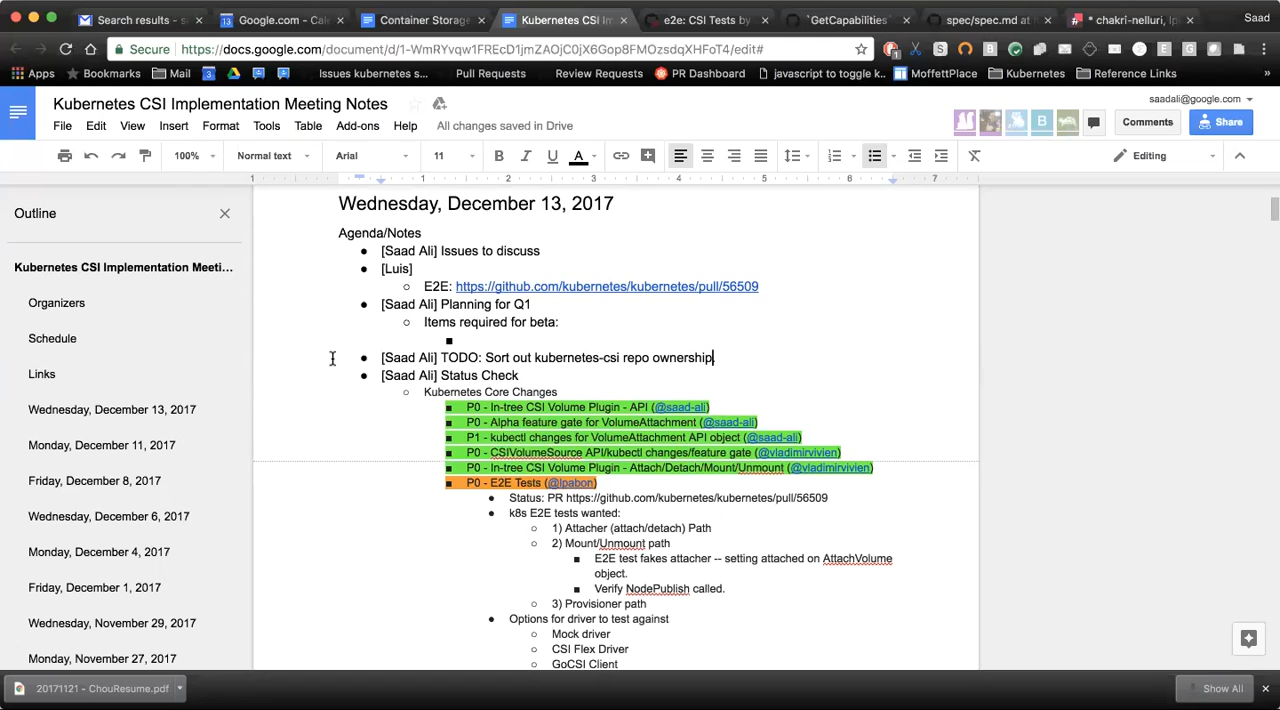 Search results - s
Google.com - Cale
Container Storage
Kubernetes CSI Im
e2e: CSI Tests by
`GetCapabilities`
spec/spec.md at m
* chakri-nelluri, lp
Saad
Secure
https://docs.google.com/document/d/1-WmRYvqw1FREcD1jmZAOjC0jX6Gop8FMOzsdqXHFoT4/edit#
Apps
Bookmarks
Mail
Issues kubernetes s...
Pull Requests
Review Requests
PR Dashboard
javascript to toggle k...
MoffettPlace
Kubernetes
Reference Links
»
Kubernetes CSI Implementation Meeting Notes
saadali@google.com
File Edit View Insert Format Tools Table Add-ons Help All changes saved in Drive
B
Comments
Share
100% Normal text Arial 11 B I U A Editing
1 1 2 3 4 5 6 7
Outline
Kubernetes CSI Implementation Meeti...
Organizers
Schedule
Links
Wednesday, December 13, 2017
Monday, December 11, 2017
Friday, December 8, 2017
Wednesday, December 6, 2017
Monday, December 4, 2017
Friday, December 1, 2017
Wednesday, November 29, 2017
Monday, November 27, 2017
Wednesday, December 13, 2017
Agenda/Notes
● [Saad Ali] Issues to discuss
● [Luis]
○ E2E: https://github.com/kubernetes/kubernetes/pull/56509
● [Saad Ali] Planning for Q1
○ Items required for beta:
■
● [Saad Ali] TODO: Sort out kubernetes-csi repo ownership.
● [Saad Ali] Status Check
○ Kubernetes Core Changes
■ P0 - In-tree CSI Volume Plugin - API (@saad-ali)
■ P0 - Alpha feature gate for VolumeAttachment (@saad-ali)
■ P1 - kubectl changes for VolumeAttachment API object (@saad-ali)
■ P0 - CSIVolumeSource API/kubectl changes/feature gate (@vladimirvivien)
■ P0 - In-tree CSI Volume Plugin - Attach/Detach/Mount/Unmount (@vladimirvivien)
■ P0 - E2E Tests (@lpabon)
● Status: PR https://github.com/kubernetes/kubernetes/pull/56509
● k8s E2E tests wanted:
○ 1) Attacher (attach/detach) Path
○ 2) Mount/Unmount path
■ E2E test fakes attacher -- setting attached on AttachVolume
object.
■ Verify NodePublish called.
○ 3) Provisioner path
● Options for driver to test against
○ Mock driver
○ CSI Flex Driver
○ GoCSI Client
20171121 - ChouResume.pdf
Show All